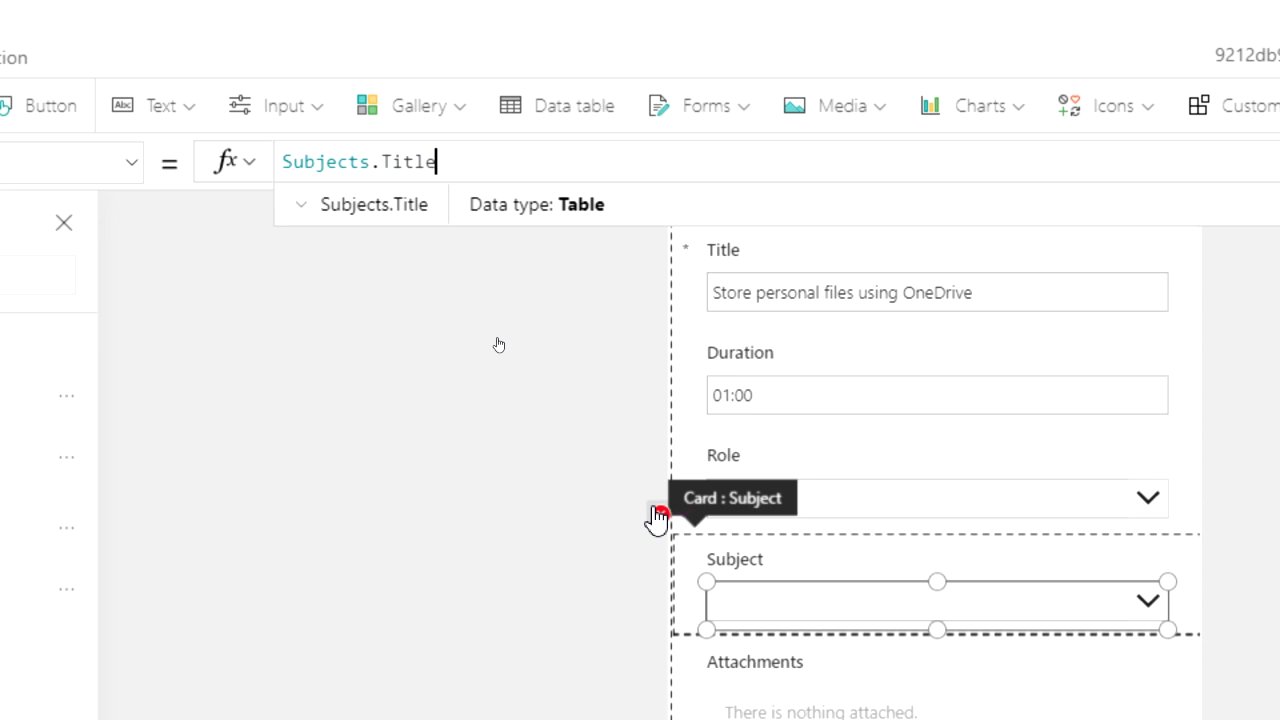 tion
9212db9
Button
Text
Input
Gallery
Data table
Forms
Media
Charts
Icons
Custom
= fx Subjects.Title
Subjects.Title
Data type: Table
* Title
Store personal files using OneDrive
Duration
01:00
Role
Card : Subject
Subject
Attachments
There is nothing attached.